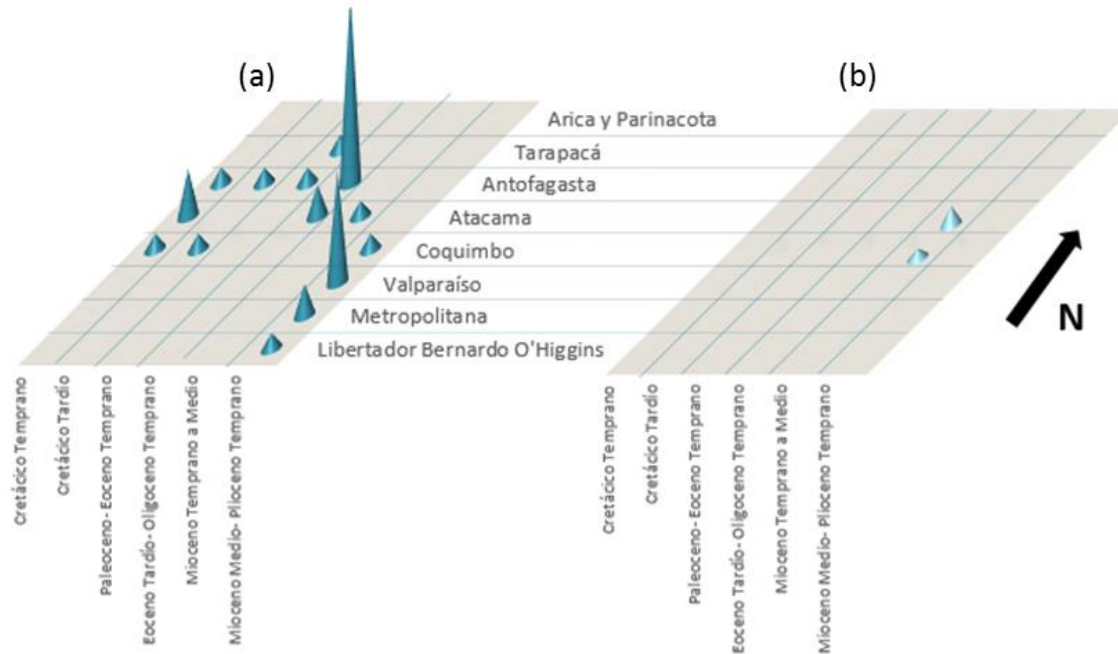 (a)
(b)
Arica y Parinacota
Tarapacá
Antofagasta
Atacama
Coquimbo
Valparaíso
Metropolitana
Libertador Bernardo O'Higgins
N
Cretácico Temprano
Cretácico Tardío
Paleoceno- Eoceno Temprano
Eoceno Tardío- Oligoceno Temprano
Mioceno Temprano a Medio
Mioceno Medio- Plioceno Temprano
Cretácico Temprano
Cretácico Tardío
Paleoceno- Eoceno Temprano
Eoceno Tardío- Oligoceno Temprano
Mioceno Temprano a Medio
Mioceno Medio- Plioceno Temprano